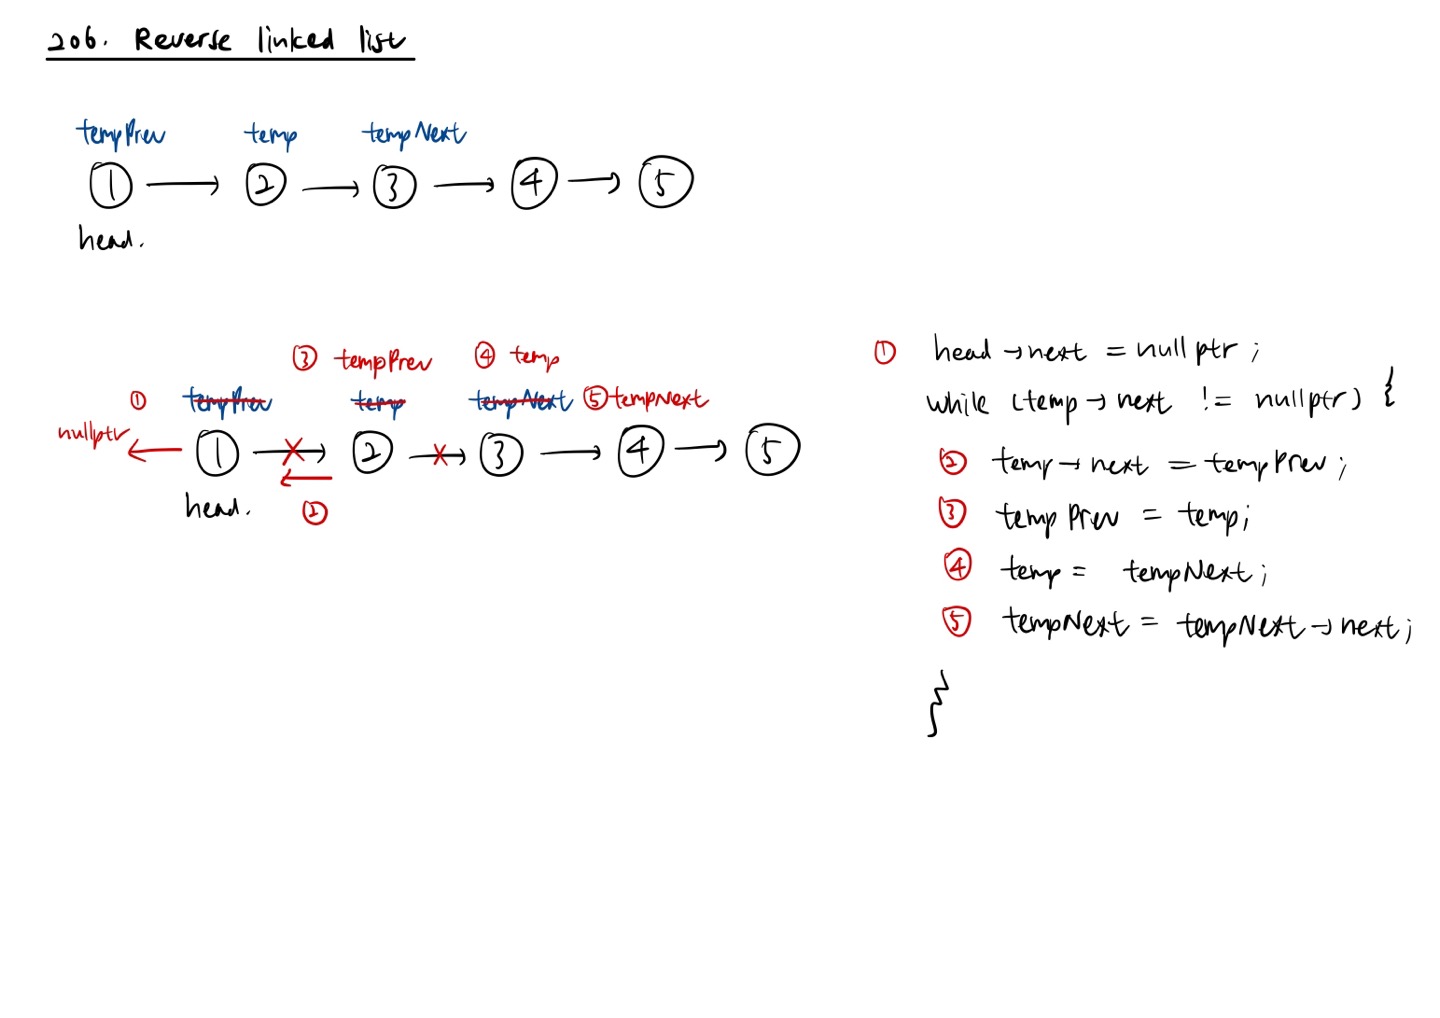 206. Reverse linked list
tempPrev temp tempNext
1 → 2 → 3 → 4 → 5
head.
③ tempPrev ④ temp
① tempPrev temp tempNext ⑤ tempNext
nullptr ← 1 → 2 → 3 → 4 → 5
←
head. ②
① head → next = nullptr;
while (temp → next != nullptr) {
② temp → next = tempPrev;
③ tempPrev = temp;
④ temp = tempNext;
⑤ tempNext = tempNext → next;
}